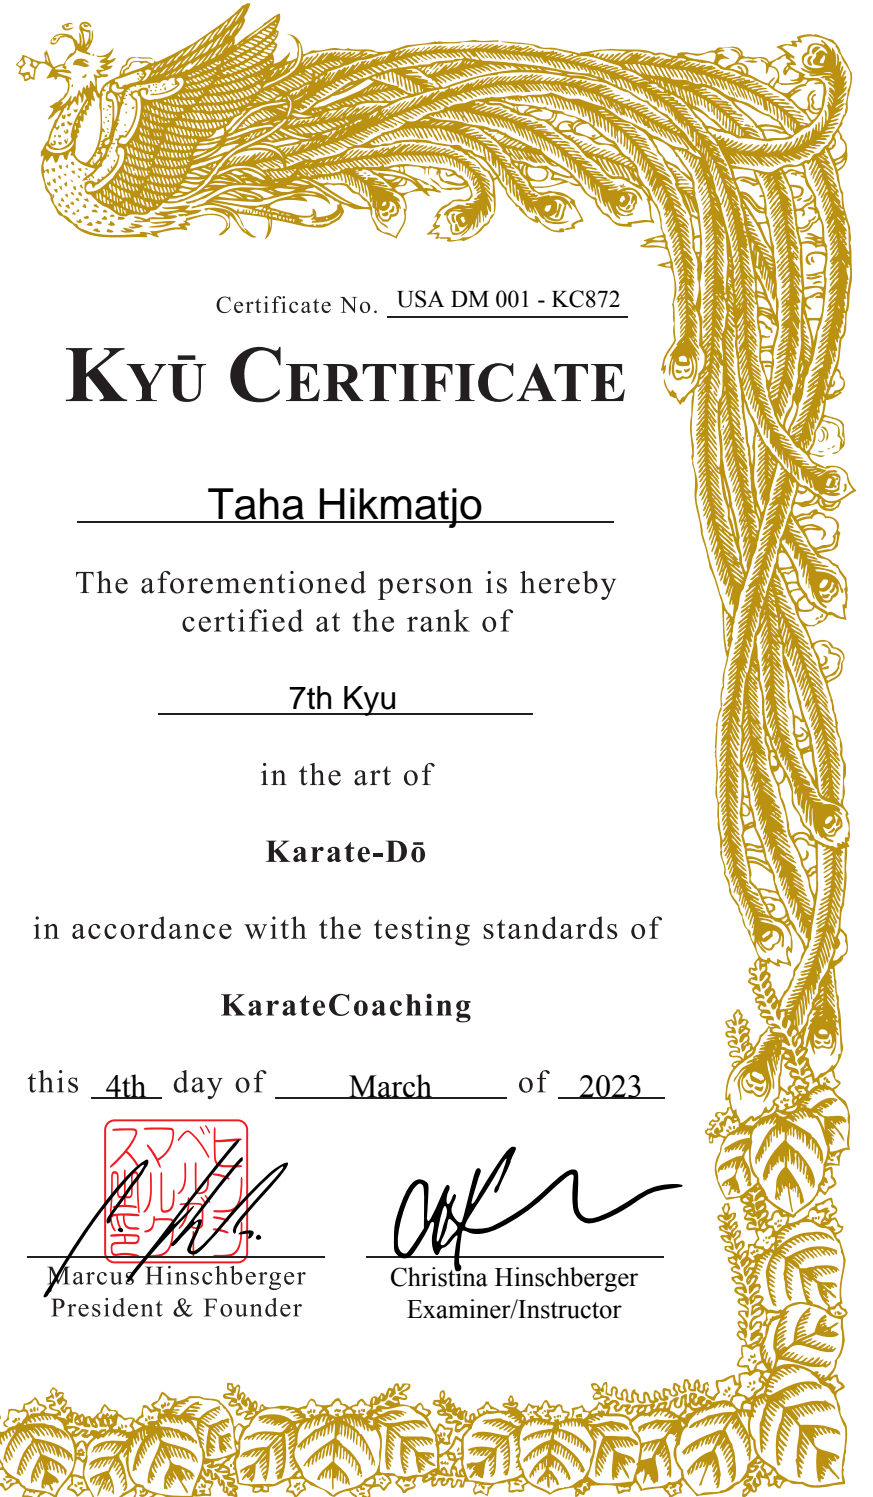 Certificate No. USA DM 001 - KC872
KYŪ CERTIFICATE
Taha Hikmatjo
The aforementioned person is hereby
certified at the rank of
7th Kyu
in the art of
Karate-Dō
in accordance with the testing standards of
KarateCoaching
this 4th day of March of 2023
Marcus Hinschberger
President & Founder
Christina Hinschberger
Examiner/Instructor